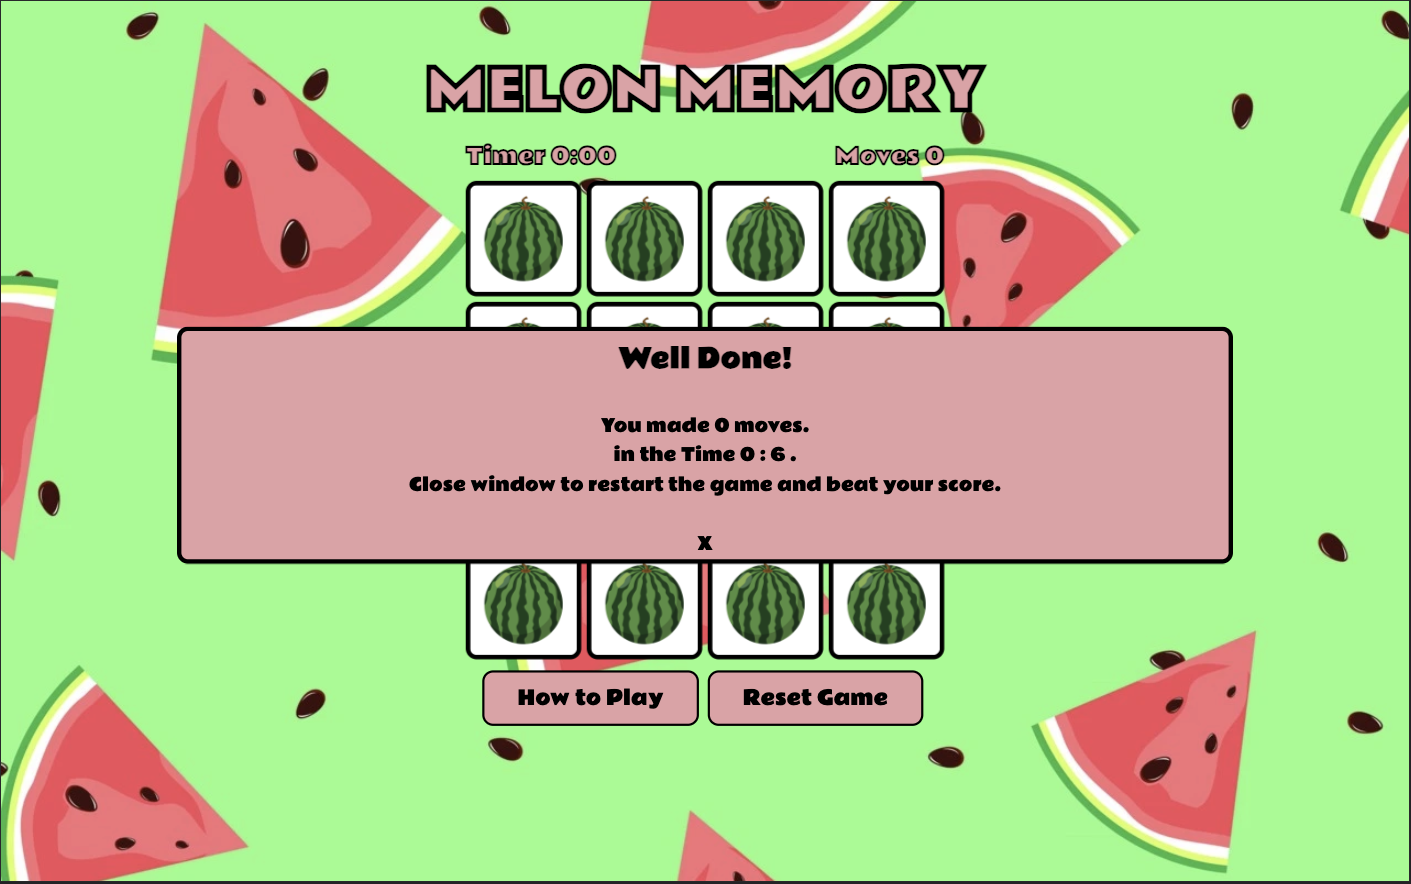 MELON MEMORY
Timer 0:00 Moves 0
Well Done!
You made 0 moves.
in the Time 0 : 6 .
Close window to restart the game and beat your score.
X
How to Play Reset Game